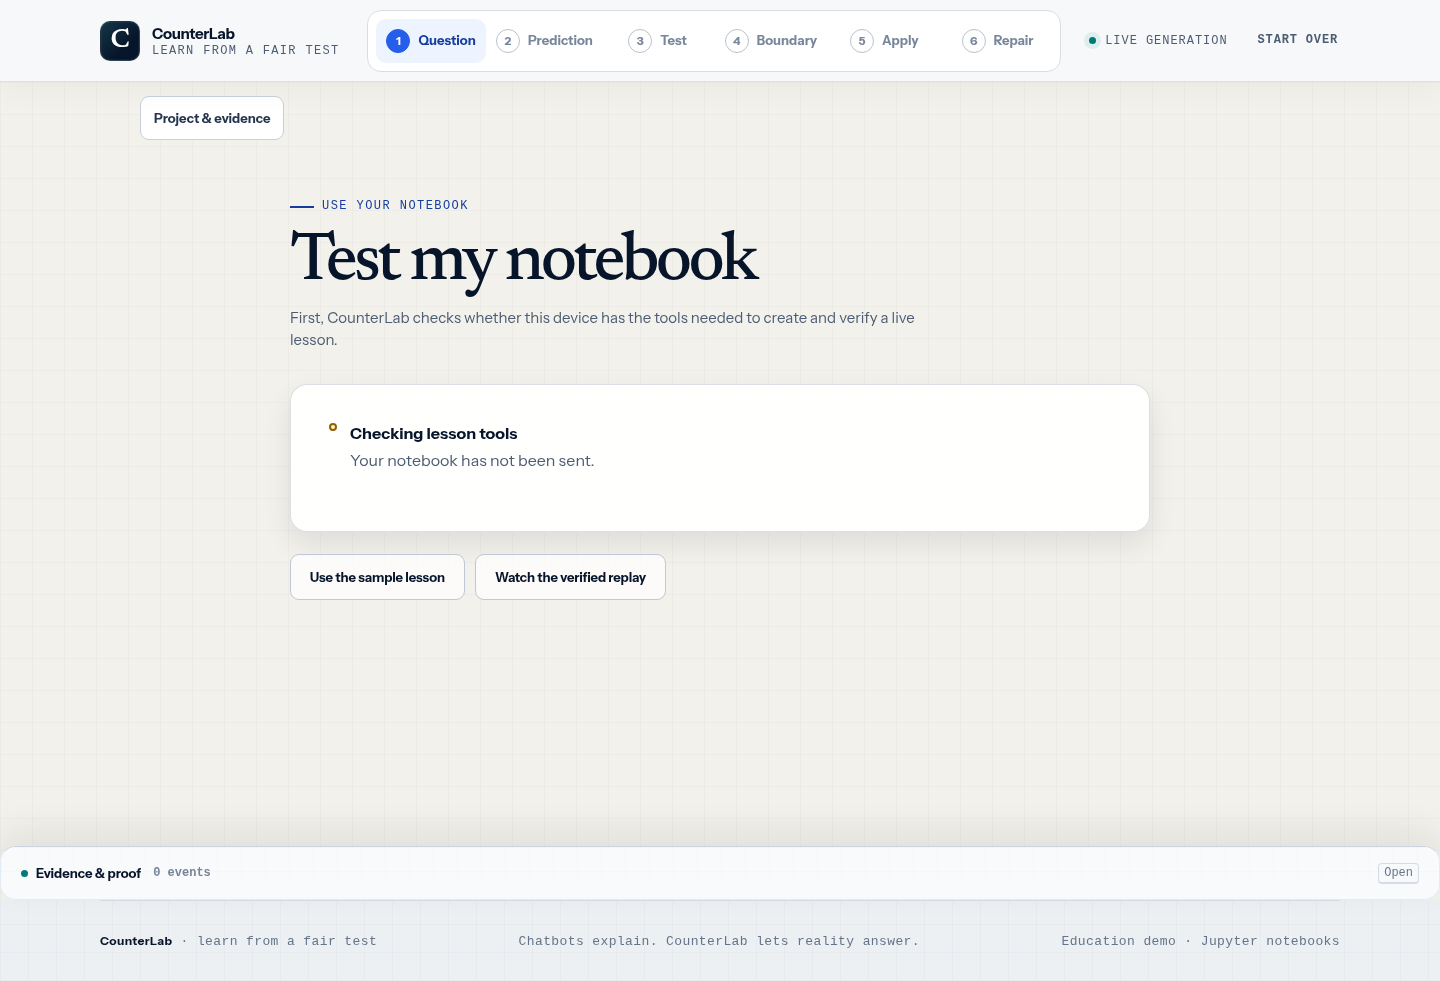 C
CounterLab
LEARN FROM A FAIR TEST
1 Question
2 Prediction
3 Test
4 Boundary
5 Apply
6 Repair
LIVE GENERATION
START OVER
Project & evidence
USE YOUR NOTEBOOK
Test my notebook
First, CounterLab checks whether this device has the tools needed to create and verify a live
lesson.
Checking lesson tools
Your notebook has not been sent.
Use the sample lesson
Watch the verified replay
Evidence & proof 0 events
Open
CounterLab · learn from a fair test
Chatbots explain. CounterLab lets reality answer.
Education demo · Jupyter notebooks